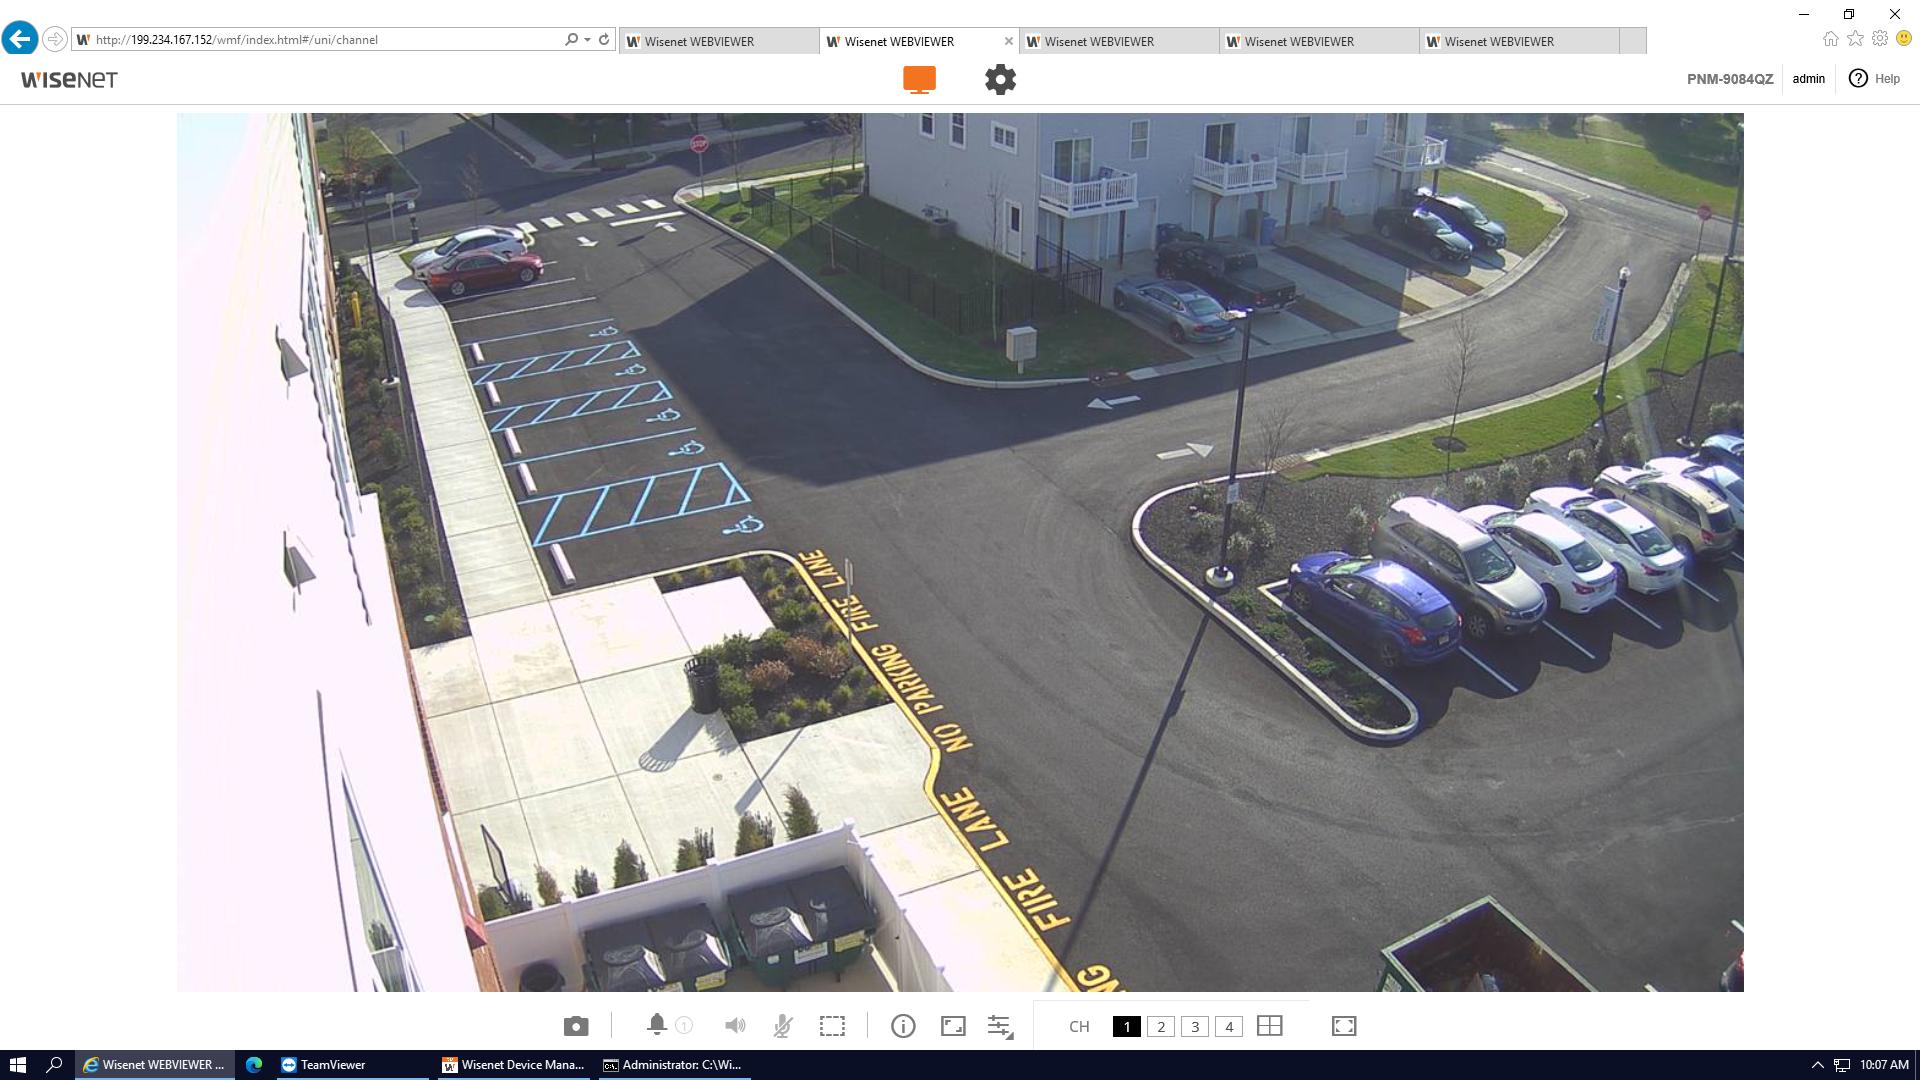 http://199.234.167.152/wmf/index.html#/uni/channel
Wisenet WEBVIEWER
Wisenet WEBVIEWER
Wisenet WEBVIEWER
Wisenet WEBVIEWER
Wisenet WEBVIEWER
WISENET
PNM-9084QZ
admin
? Help
STOP
FIRE LANE
NO PARKING
FIRE LANE
NG
1
CH
1
2
3
4
Wisenet WEBVIEWER ...
TeamViewer
Wisenet Device Mana...
Administrator: C:\Wi...
10:07 AM